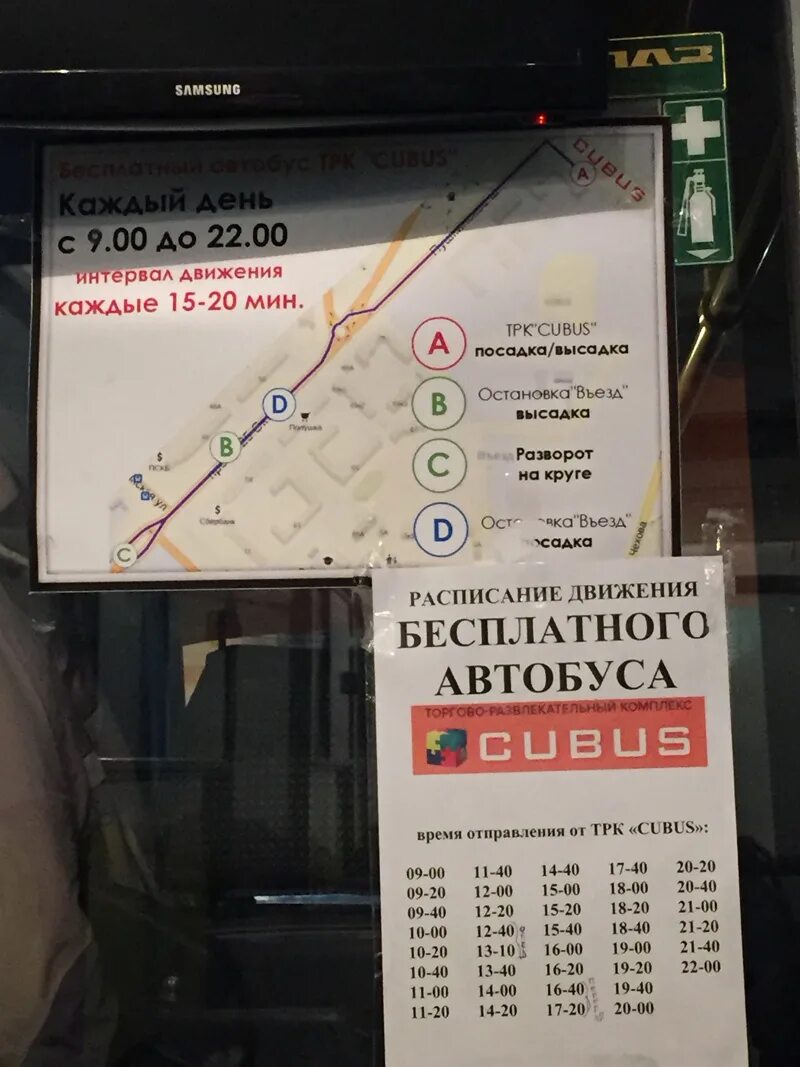 SAMSUNG
ПАЗ
Бесплатный автобус ТРК "CUBUS"
Каждый день
с 9.00 до 22.00
интервал движения
каждые 15-20 мин.
CUBUS
A
A
ТРК"CUBUS"
посадка/высадка
B
Остановка"Въезд"
высадка
C
Разворот
на круге
D
"Въезд"
D
Полушка
B
$
ПСКБ
$
Сбербанк
C
Чехова
РАСПИСАНИЕ ДВИЖЕНИЯ
БЕСПЛАТНОГО
АВТОБУСА
ТОРГОВО-РАЗВЛЕКАТЕЛЬНЫЙ КОМПЛЕКС
CUBUS
время отправления от ТРК «CUBUS»:
09-00 11-40 14-40 17-40 20-20
09-20 12-00 15-00 18-00 20-40
09-40 12-20 15-20 18-20 21-00
10-00 12-40 15-40 18-40 21-20
10-20 13-10 16-00 19-00 21-40
10-40 13-40 16-20 19-20 22-00
11-00 14-00 16-40 19-40
11-20 14-20 17-20 20-00